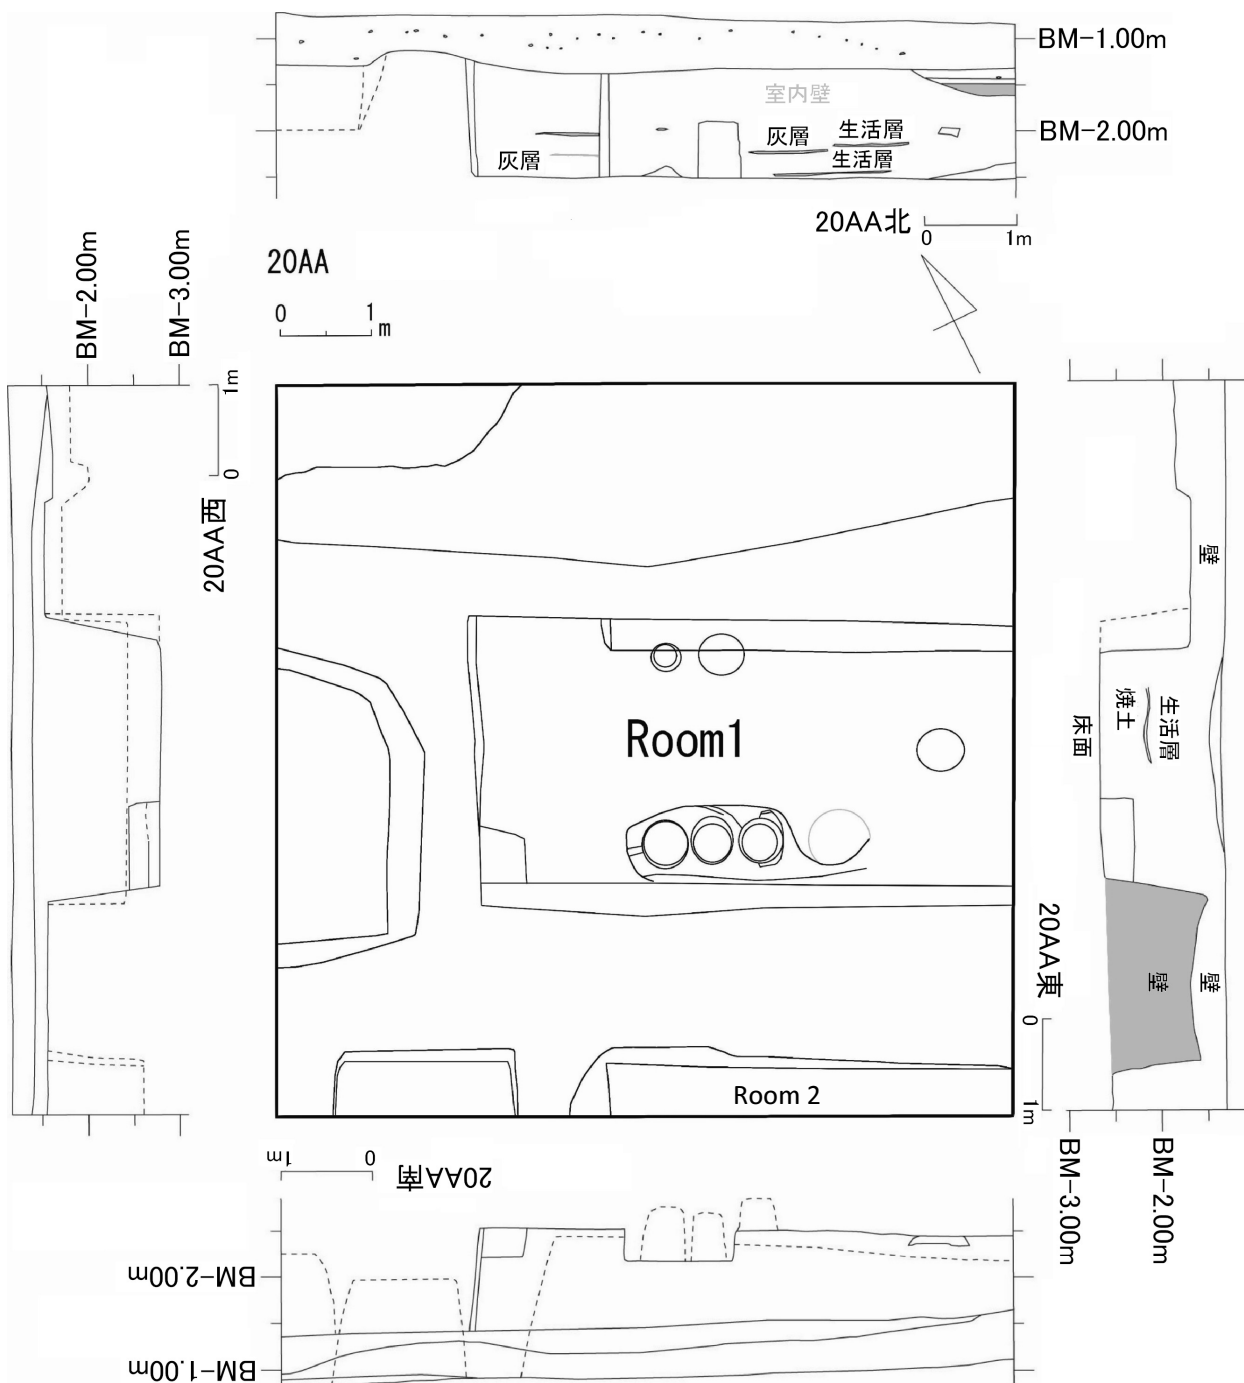 BM-1.00m
室内壁
BM-2.00m
灰層
生活層
灰層
生活層
20AA北
0 1m
BM-2.00m
BM-3.00m
20AA
0 1
m
1m
0
20AA西
壁
Room1
焼土
生活層
床面
20AA東
壁
壁
0
1m
Room 2
1m 0
20AA南
BM-3.00m
BM-2.00m
BM-2.00m
BM-1.00m